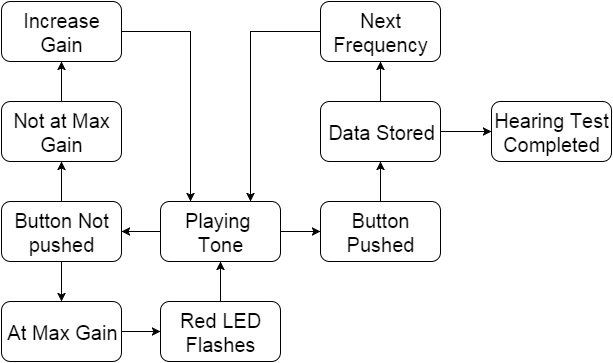 Increase
Gain
Next
Frequency
Not at Max
Gain
Data Stored
Hearing Test
Completed
Button Not
pushed
Playing
Tone
Button
Pushed
At Max Gain
Red LED
Flashes